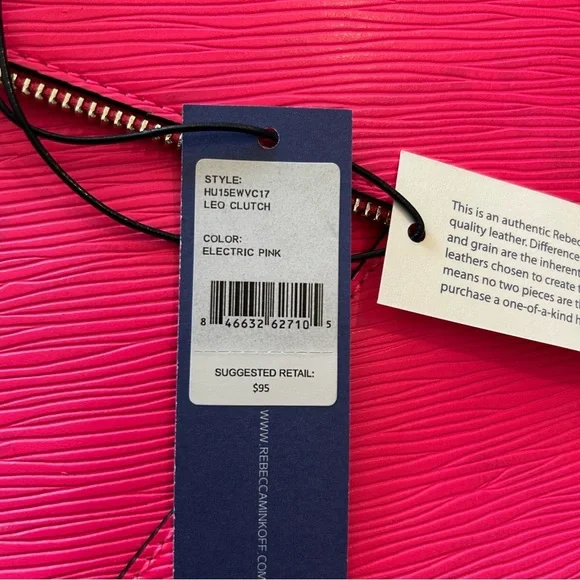 STYLE:
HU15EWVC17
LEO CLUTCH
COLOR:
ELECTRIC PINK
8 46632 62710 5
SUGGESTED RETAIL:
$95
WWW.REBECCAMINKOFF.COM
This is an authentic Rebec
quality leather. Difference
and grain are the inherent
leathers chosen to create t
means no two pieces are th
purchase a one-of-a-kind h